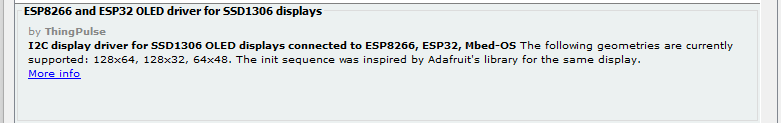 ESP8266 and ESP32 OLED driver for SSD1306 displays
by ThingPulse
I2C display driver for SSD1306 OLED displays connected to ESP8266, ESP32, Mbed-OS The following geometries are currently
supported: 128x64, 128x32, 64x48. The init sequence was inspired by Adafruit's library for the same display.
More info